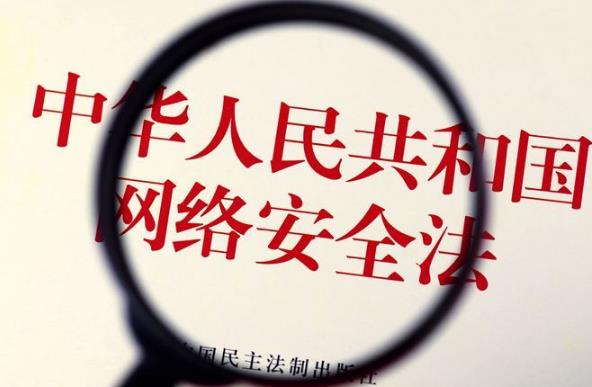 中华人民共和国
网络安全法
中国民主法制出版社